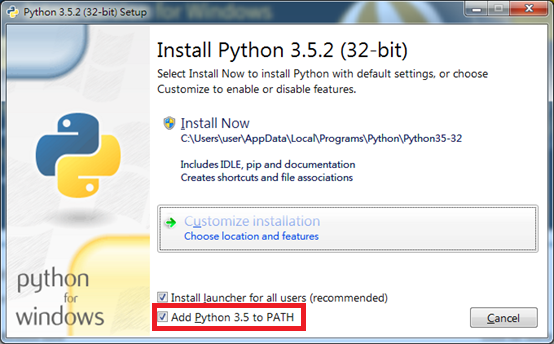 Python 3.5.2 (32-bit) Setup
Install Python 3.5.2 (32-bit)
Select Install Now to install Python with default settings, or choose
Customize to enable or disable features.
Install Now
C:\Users\user\AppData\Local\Programs\Python\Python35-32
Includes IDLE, pip and documentation
Creates shortcuts and file associations
Customize installation
Choose location and features
python
for
windows
Install launcher for all users (recommended)
Add Python 3.5 to PATH
Cancel